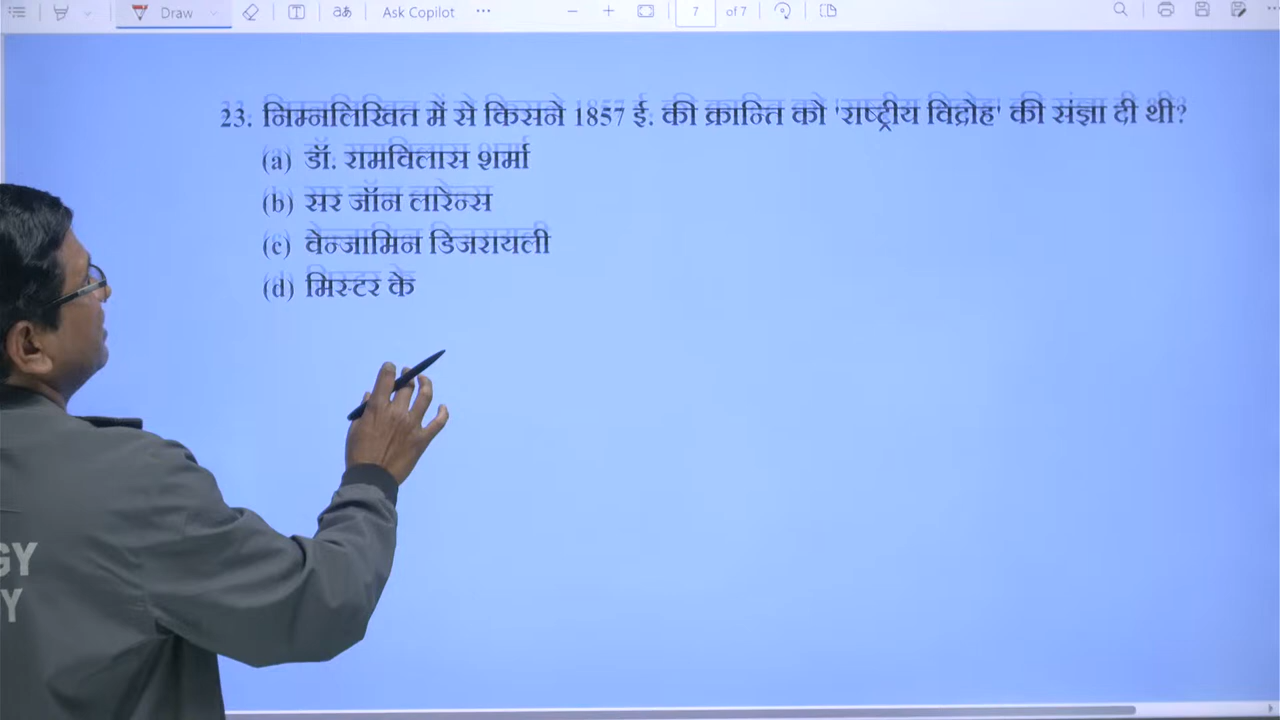 Draw
Ask Copilot
7 of 7
23. निम्नलिखित में से किसने 1857 ई. की क्रान्ति को 'राष्ट्रीय विद्रोह' की संज्ञा दी थी?
(a) डॉ. रामविलास शर्मा
(b) सर जॉन लारेन्स
(c) वेन्जामिन डिजरायली
(d) मिस्टर के
GY
Y